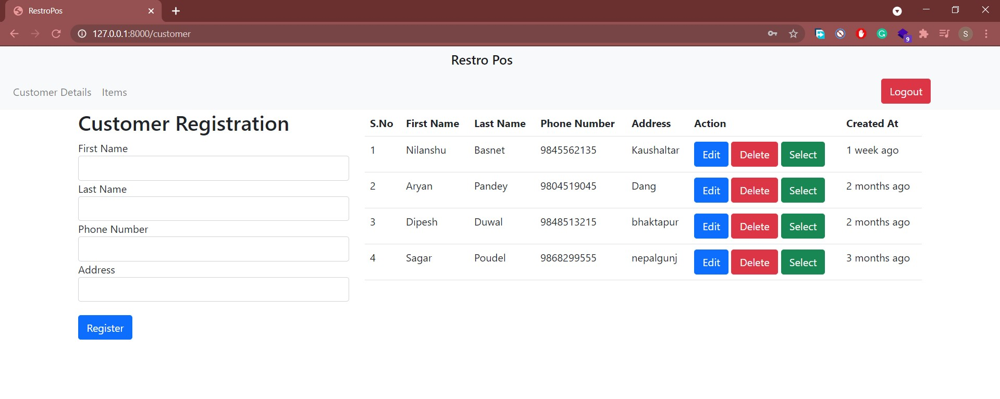 RestroPos
127.0.0.1:8000/customer
9
S
Restro Pos
Customer Details Items
Logout
Customer Registration
First Name
Last Name
Phone Number
Address
Register
S.No First Name Last Name Phone Number Address Action Created At
1 Nilanshu Basnet 9845562135 Kaushaltar Edit Delete Select 1 week ago
2 Aryan Pandey 9804519045 Dang Edit Delete Select 2 months ago
3 Dipesh Duwal 9848513215 bhaktapur Edit Delete Select 2 months ago
4 Sagar Poudel 9868299555 nepalgunj Edit Delete Select 3 months ago